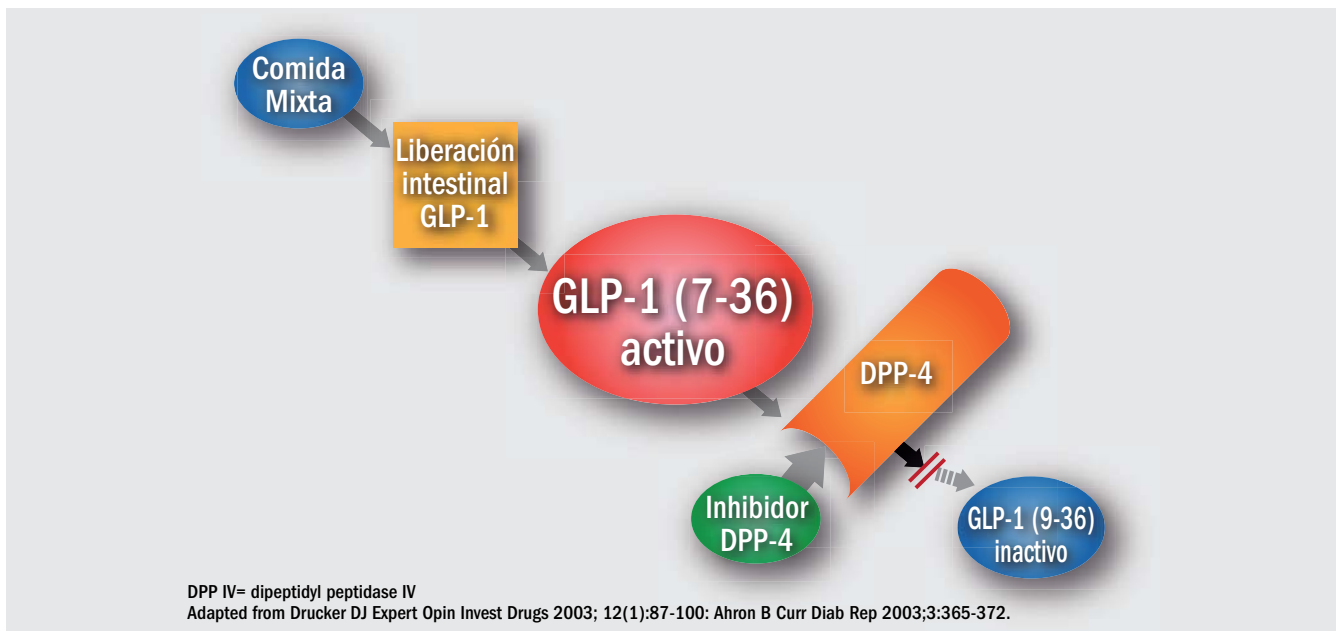 Comida
Mixta
Liberación
intestinal
GLP-1
GLP-1 (7-36)
activo
DPP-4
Inhibidor
DPP-4
GLP-1 (9-36)
inactivo
DPP IV= dipeptidyl peptidase IV
Adapted from Drucker DJ Expert Opin Invest Drugs 2003; 12(1):87-100: Ahron B Curr Diab Rep 2003;3:365-372.